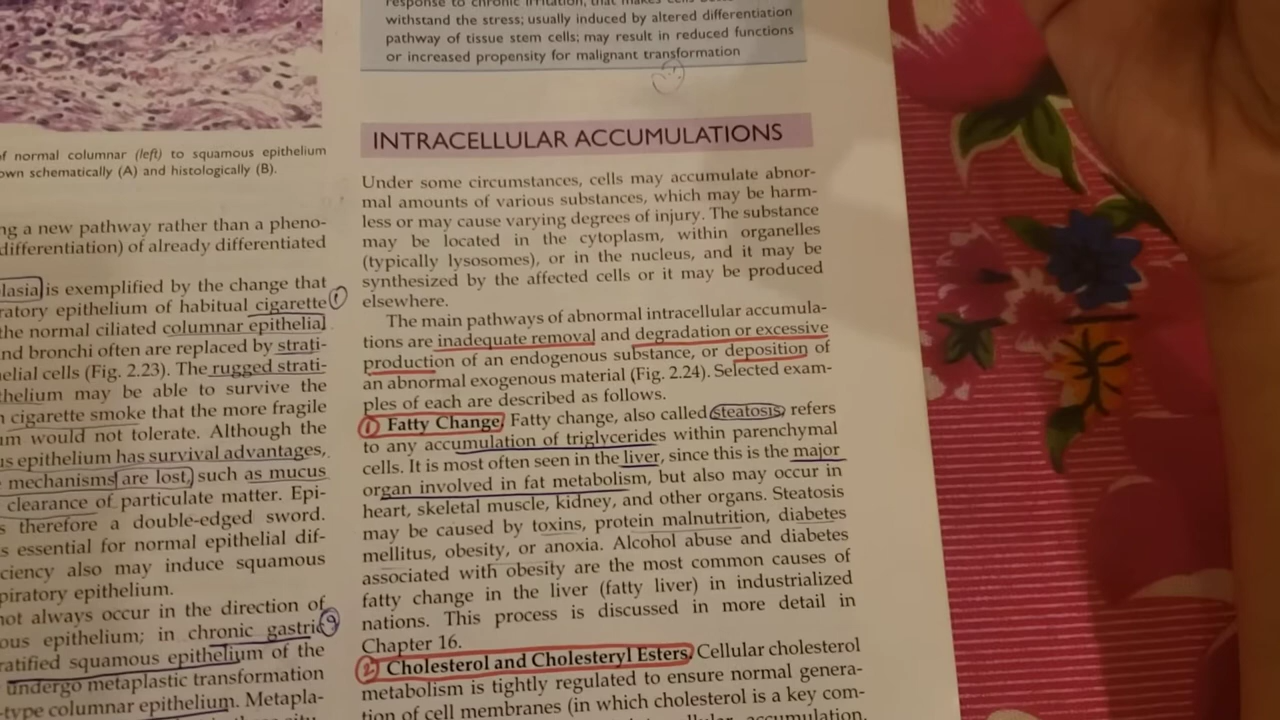 of normal columnar (left) to squamous epithelium
own schematically (A) and histologically (B).
ng a new pathway rather than a pheno-
differentiation) of already differentiated
lasia is exemplified by the change that
ratory epithelium of habitual cigarette
the normal ciliated columnar epithelial
nd bronchi often are replaced by strati-
elial cells (Fig. 2.23). The rugged strati-
thelium may be able to survive the
n cigarette smoke that the more fragile
um would not tolerate. Although the
us epithelium has survival advantages,
mechanisms are lost, such as mucus
clearance of particulate matter. Epi-
s therefore a double-edged sword.
s essential for normal epithelial dif-
ciency also may induce squamous
piratory epithelium.
not always occur in the direction of
ous epithelium; in chronic gastric
ratified squamous epithelium of the
undergo metaplastic transformation
-type columnar epithelium. Metapla-
response to chronic irritation, that makes cells
withstand the stress; usually induced by altered differentiation
pathway of tissue stem cells; may result in reduced functions
or increased propensity for malignant transformation
INTRACELLULAR ACCUMULATIONS
Under some circumstances, cells may accumulate abnor-
mal amounts of various substances, which may be harm-
less or may cause varying degrees of injury. The substance
may be located in the cytoplasm, within organelles
(typically lysosomes), or in the nucleus, and it may be
synthesized by the affected cells or it may be produced
elsewhere.
The main pathways of abnormal intracellular accumula-
tions are inadequate removal and degradation or excessive
production of an endogenous substance, or deposition of
an abnormal exogenous material (Fig. 2.24). Selected exam-
ples of each are described as follows.
1 Fatty Change. Fatty change, also called steatosis, refers
to any accumulation of triglycerides within parenchymal
cells. It is most often seen in the liver, since this is the major
organ involved in fat metabolism, but also may occur in
heart, skeletal muscle, kidney, and other organs. Steatosis
may be caused by toxins, protein malnutrition, diabetes
mellitus, obesity, or anoxia. Alcohol abuse and diabetes
associated with obesity are the most common causes of
fatty change in the liver (fatty liver) in industrialized
nations. This process is discussed in more detail in
Chapter 16.
2 Cholesterol and Cholesteryl Esters. Cellular cholesterol
metabolism is tightly regulated to ensure normal genera-
tion of cell membranes (in which cholesterol is a key com-
accumulation,